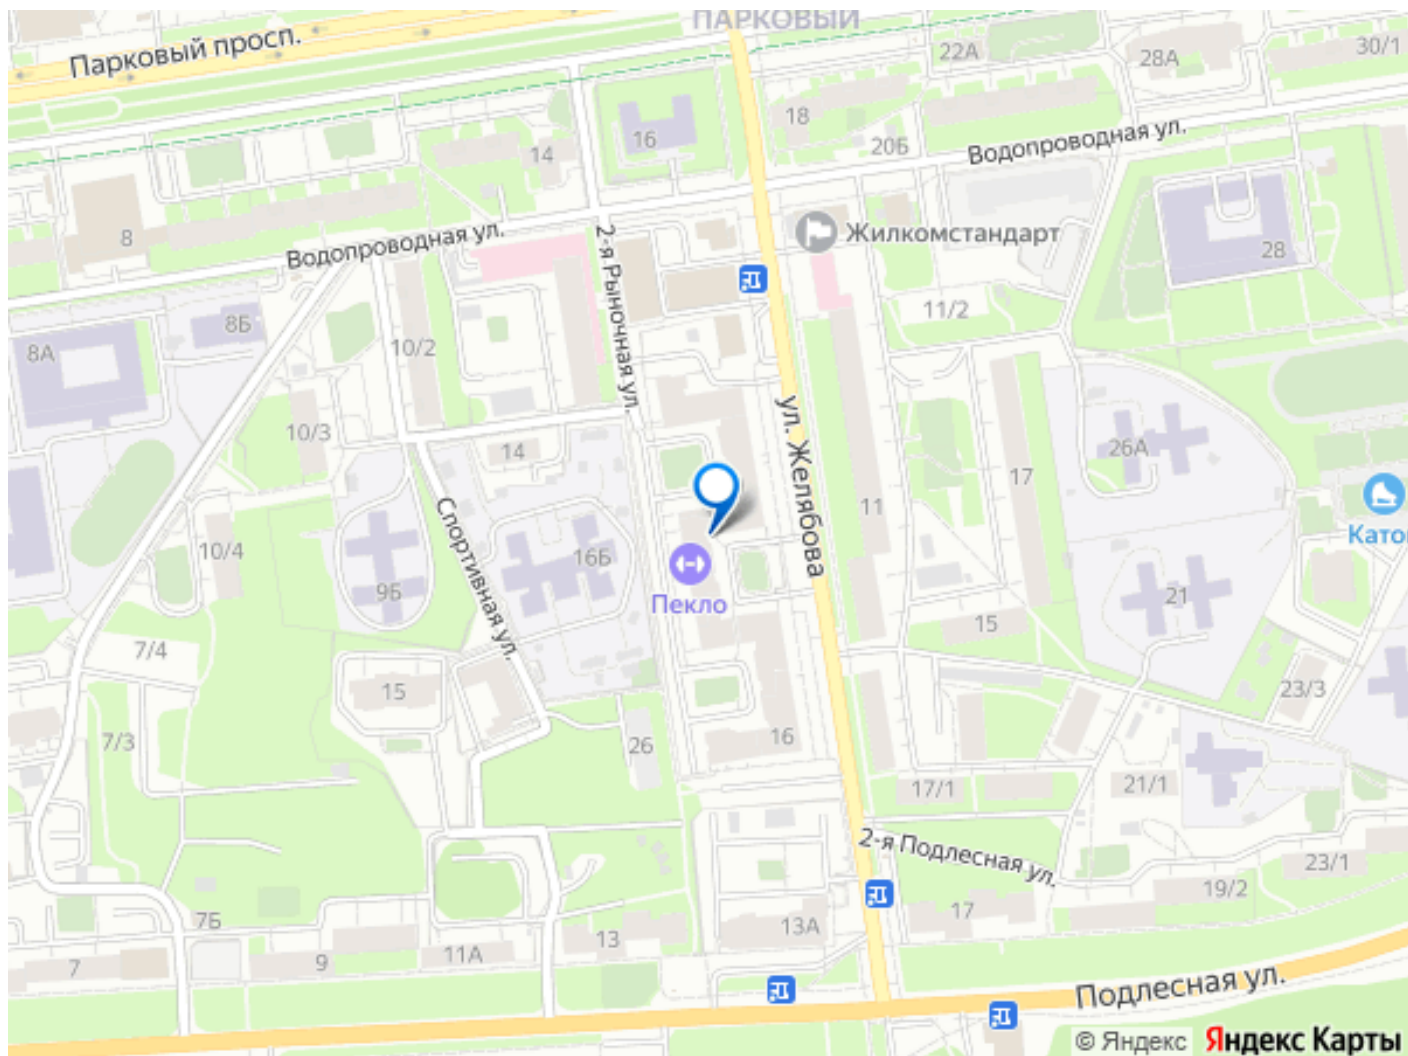 ПАРКОВЫЙ
Парковый просп.
22А
28А
30/1
18
16
14
20Б
Водопроводная ул.
8
Водопроводная ул.
2-я Рыночная ул.
Жилкомстандарт
28
11/2
8Б
8А
10/2
ул. Желябова
10/3
14
26А
17
11
Спортивная ул.
Каток
10/4
16Б
9Б
Пекло
21
15
7/4
15
23/3
7/3
26
16
17/1
21/1
2-я Подлесная ул.
23/1
19/2
7Б
17
13А
13
11А
9
7
Подлесная ул.
© Яндекс Яндекс Карты